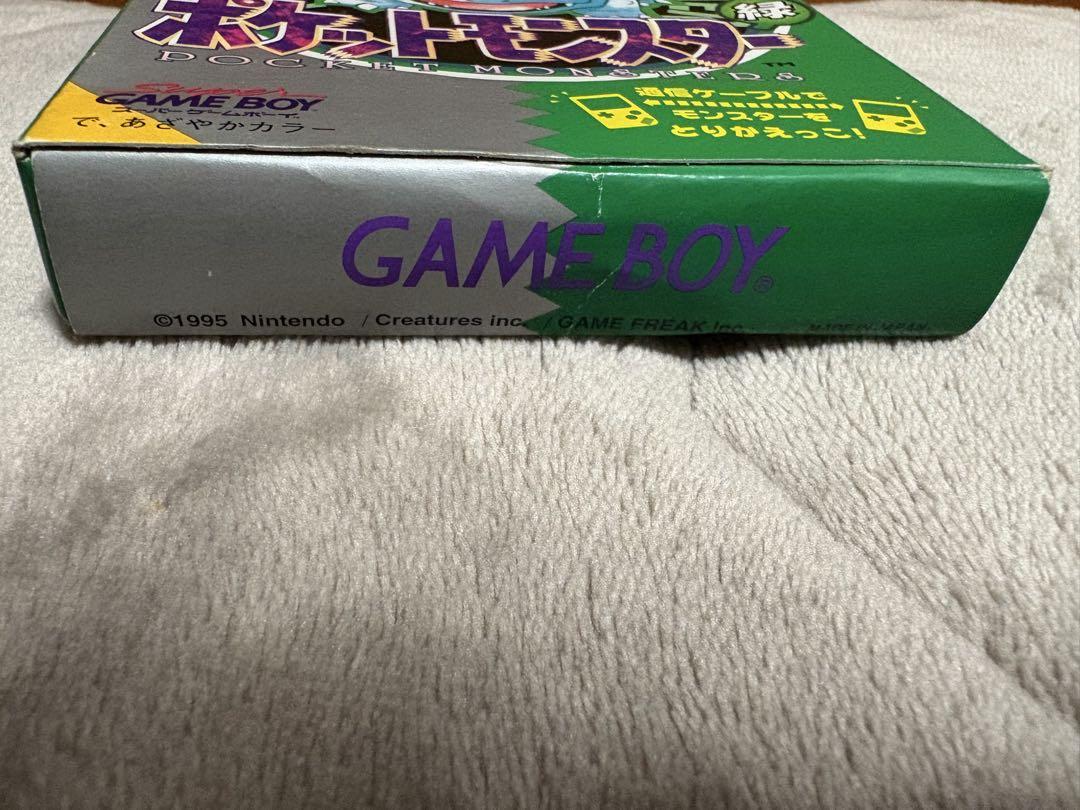 緑
ポケットモンスター
TM
POCKET MONSTERS
Super
GAME BOY
スーパーゲームボーイ
で、あざやかカラー
通信ケーブルで
モンスターを
とりかえっこ!
GAME BOY®
©1995 Nintendo / Creatures inc. / GAME FREAK inc.
MADE IN JAPAN